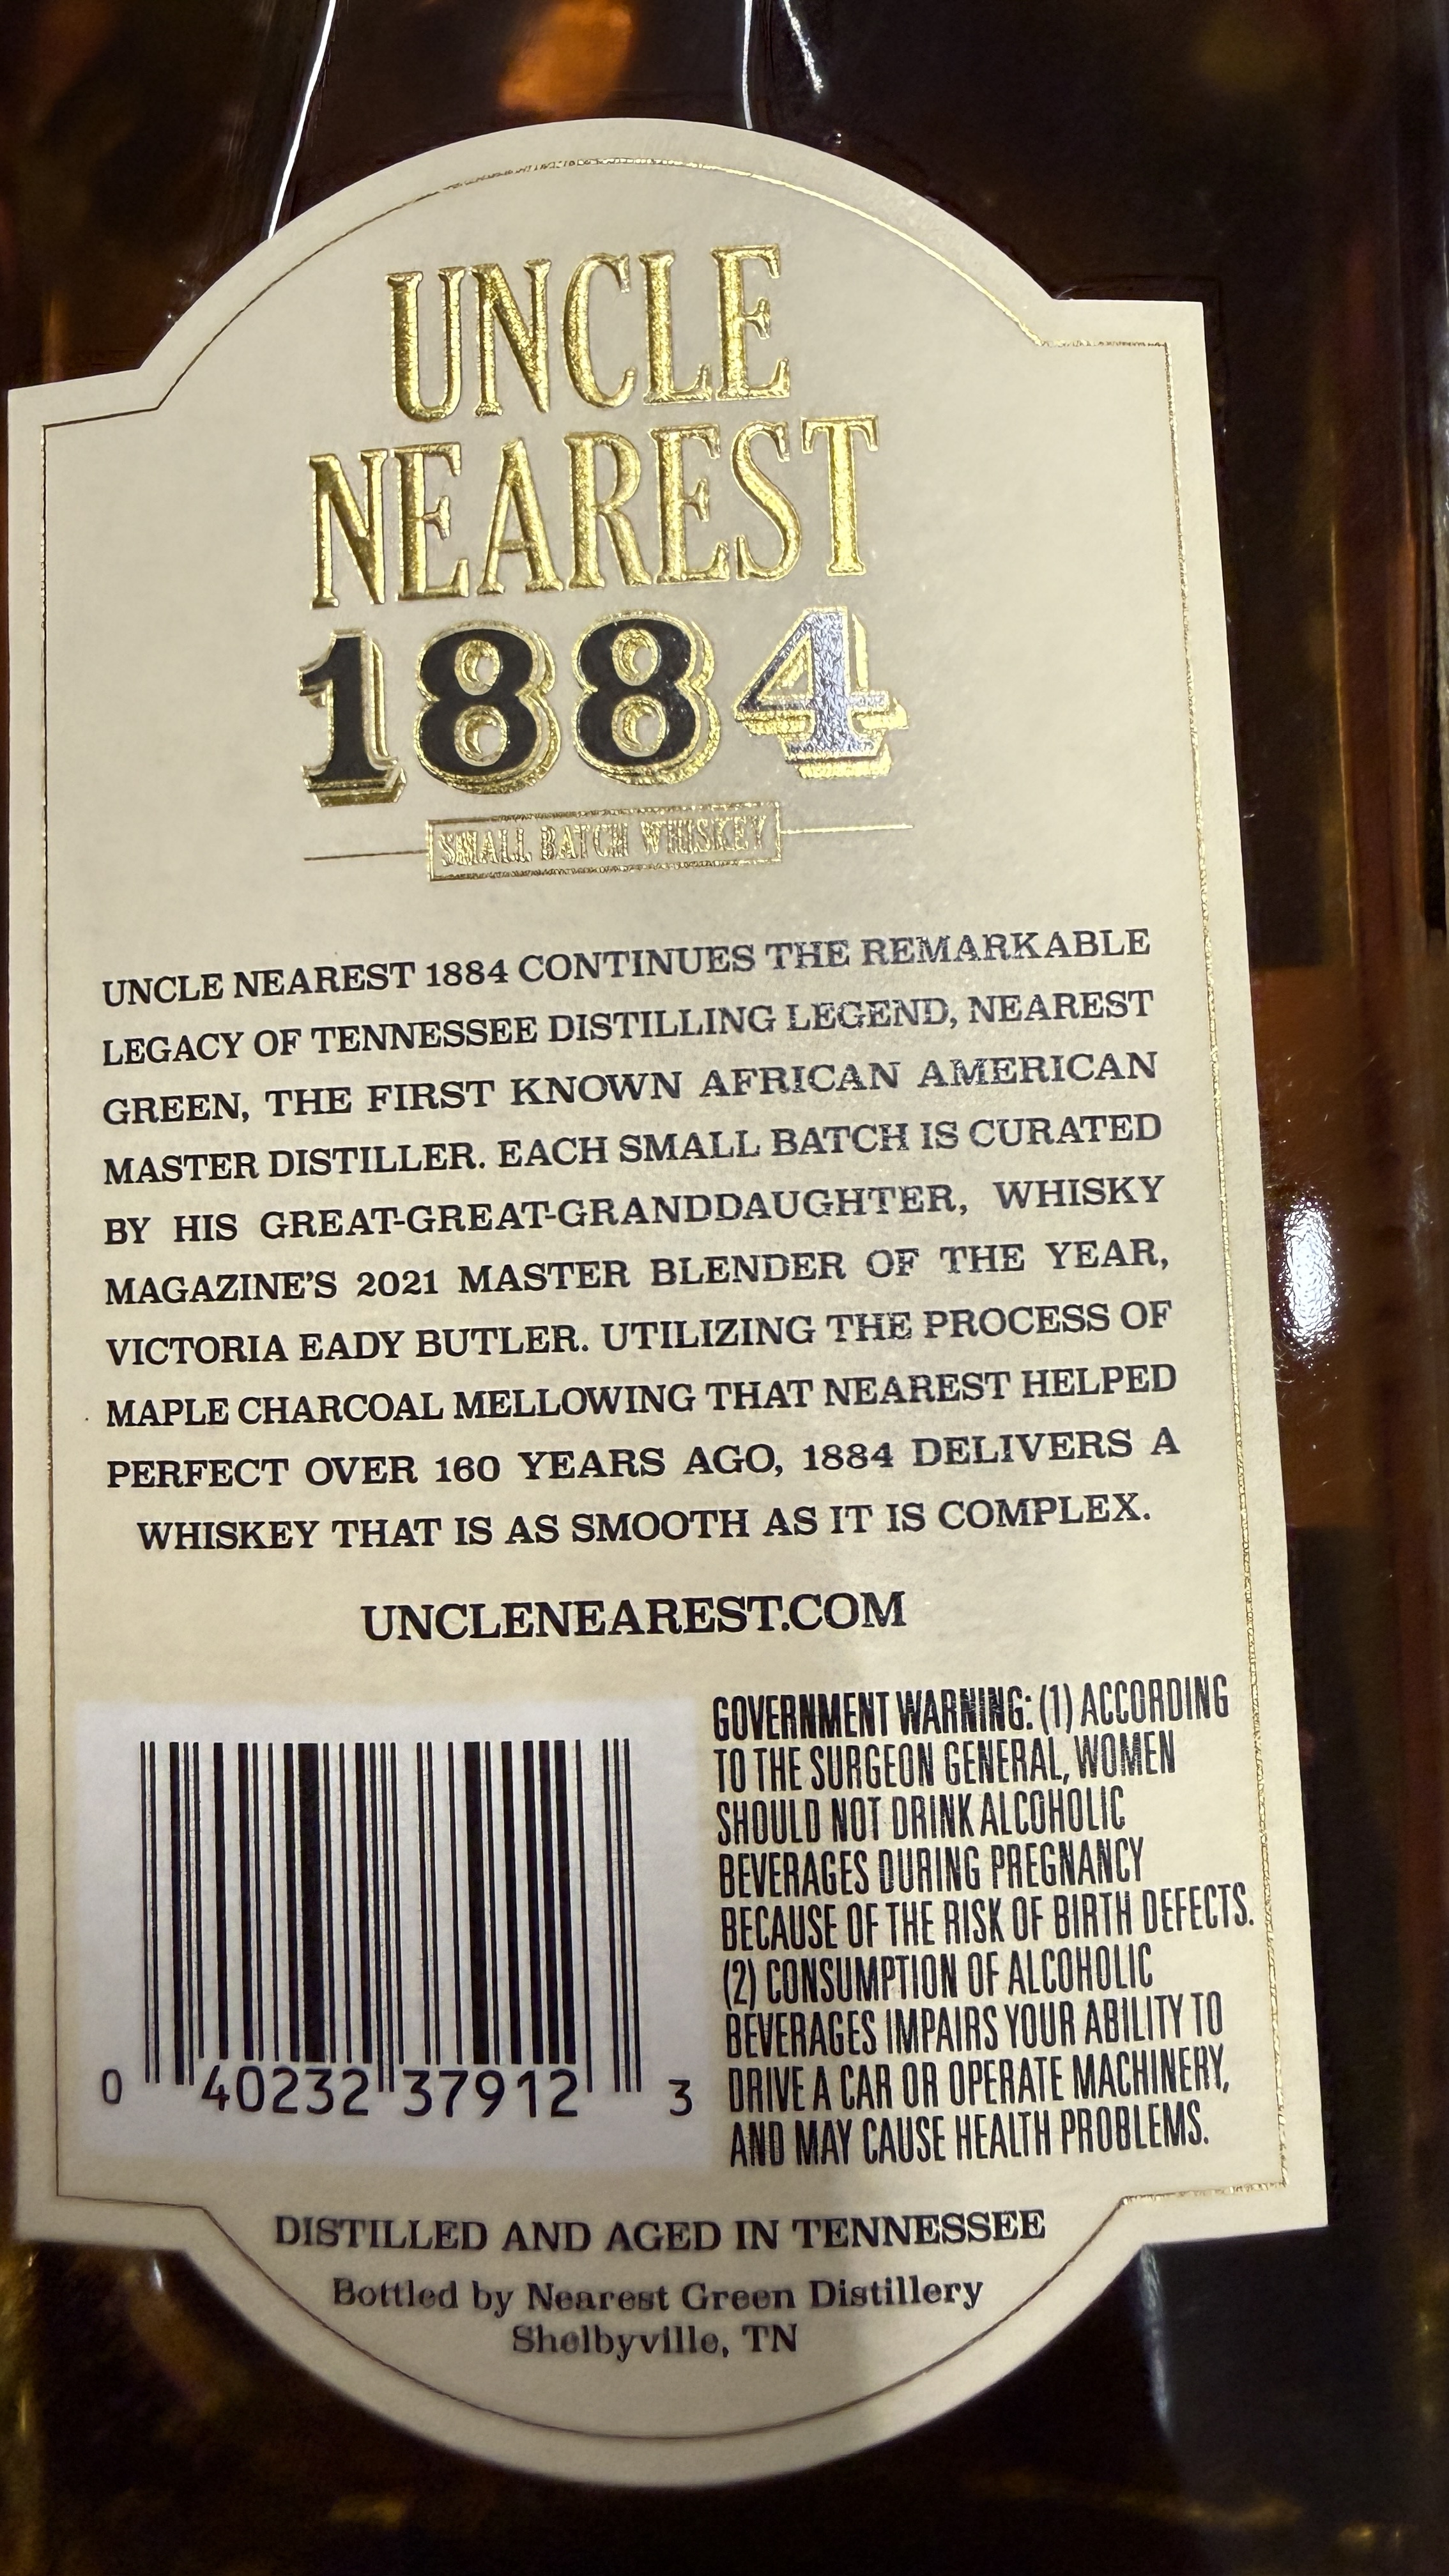 UNCLE
NEAREST
1884
SMALL BATCH WHISKEY
UNCLE NEAREST 1884 CONTINUES THE REMARKABLE
LEGACY OF TENNESSEE DISTILLING LEGEND, NEAREST
GREEN, THE FIRST KNOWN AFRICAN AMERICAN
MASTER DISTILLER. EACH SMALL BATCH IS CURATED
BY HIS GREAT-GREAT-GRANDDAUGHTER, WHISKY
MAGAZINE'S 2021 MASTER BLENDER OF THE YEAR,
VICTORIA EADY BUTLER. UTILIZING THE PROCESS OF
MAPLE CHARCOAL MELLOWING THAT NEAREST HELPED
PERFECT OVER 160 YEARS AGO, 1884 DELIVERS A
WHISKEY THAT IS AS SMOOTH AS IT IS COMPLEX.
UNCLENEAREST.COM
GOVERNMENT WARNING: (1) ACCORDING
TO THE SURGEON GENERAL, WOMEN
SHOULD NOT DRINK ALCOHOLIC
BEVERAGES DURING PREGNANCY
BECAUSE OF THE RISK OF BIRTH DEFECTS.
(2) CONSUMPTION OF ALCOHOLIC
BEVERAGES IMPAIRS YOUR ABILITY TO
DRIVE A CAR OR OPERATE MACHINERY,
AND MAY CAUSE HEALTH PROBLEMS.
0 40232 37912 3
DISTILLED AND AGED IN TENNESSEE
Bottled by Nearest Green Distillery
Shelbyville, TN